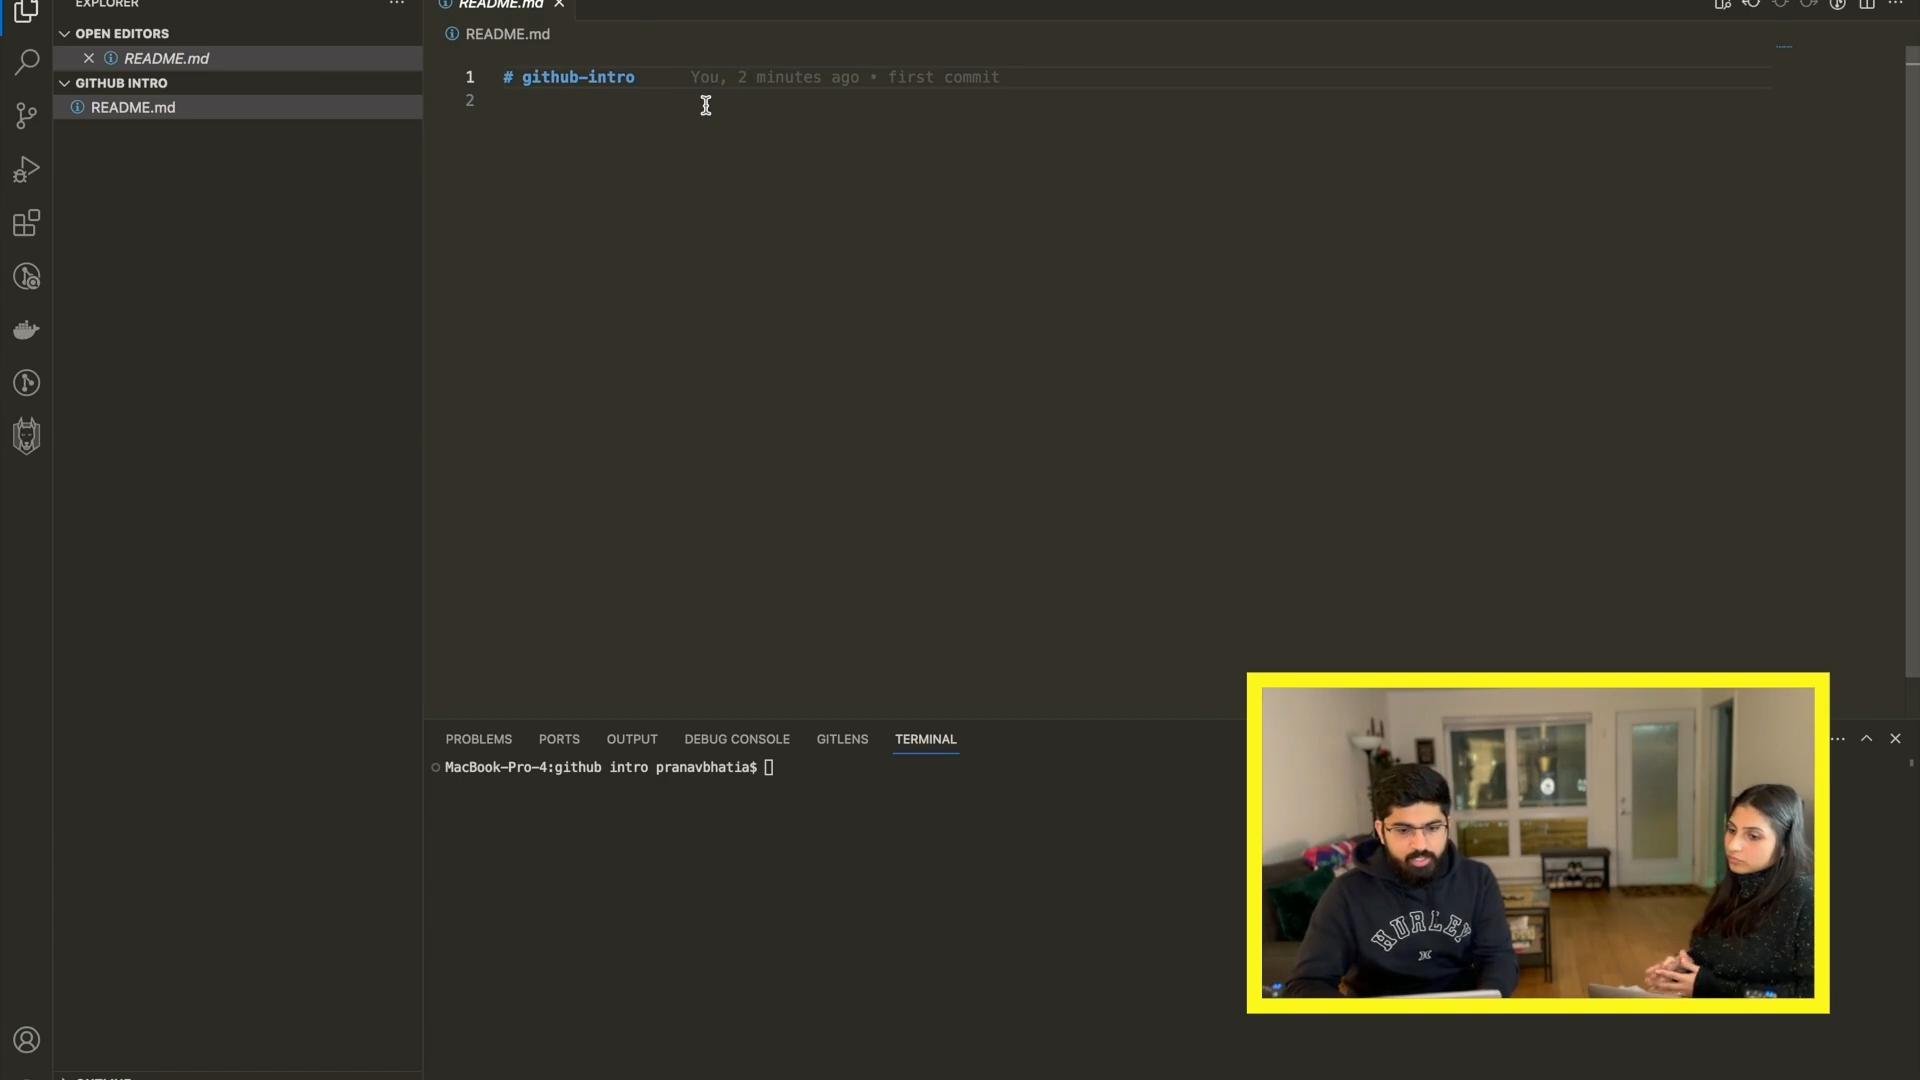 EXPLORER
README.md
OPEN EDITORS
README.md
GITHUB INTRO
README.md
README.md
1 # github-intro You, 2 minutes ago • first commit
2
PROBLEMS PORTS OUTPUT DEBUG CONSOLE GITLENS TERMINAL
MacBook-Pro-4:github intro pranavbhatia$
HURLEY
OUTLINE